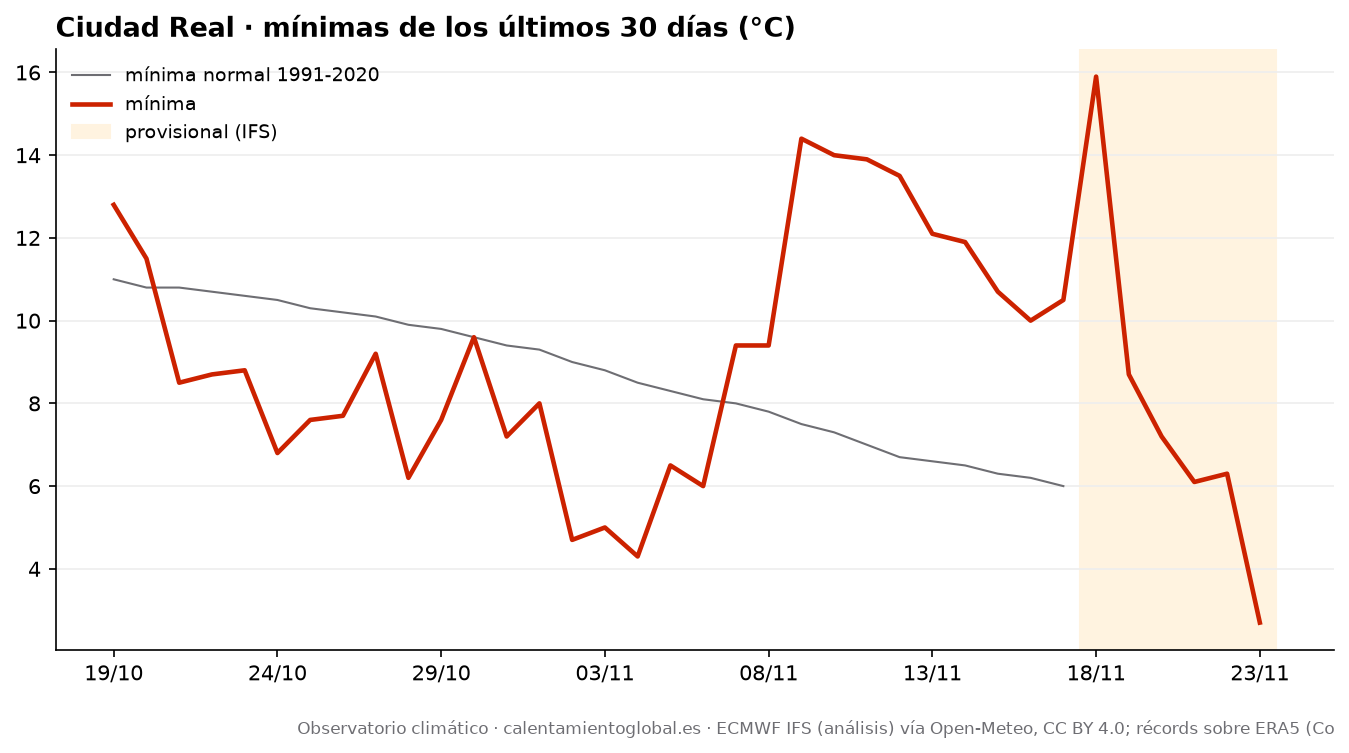 Ciudad Real · mínimas de los últimos 30 días (°C)
mínima normal 1991-2020
mínima
provisional (IFS)
16
14
12
10
8
6
4
19/10 24/10 29/10 03/11 08/11 13/11 18/11 23/11
Observatorio climático · calentamientoglobal.es · ECMWF IFS (análisis) vía Open-Meteo, CC BY 4.0; récords sobre ERA5 (Co